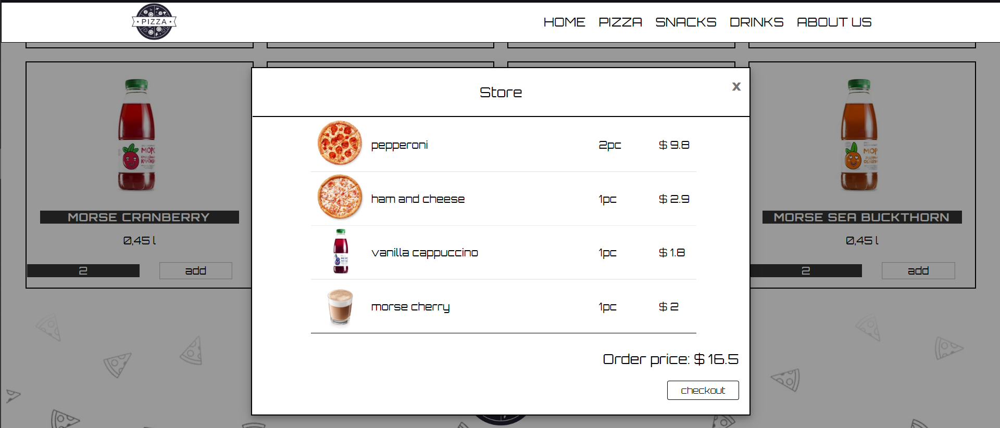 PIZZA
HOME PIZZA SNACKS DRINKS ABOUT US
Store
x
pepperoni 2pc $ 9.8
ham and cheese 1pc $ 2.9
vanilla cappuccino 1pc $ 1.8
morse cherry 1pc $ 2
Order price: $ 16.5
checkout
МОРС
MORSE CRANBERRY
0,45 l
2 add
МОР
MORSE SEA BUCKTHORN
0,45 l
2 add